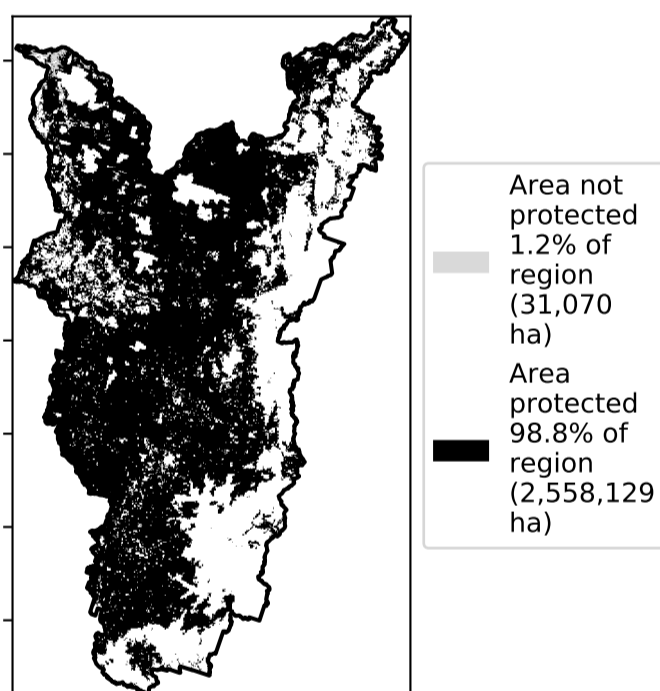 Area not
protected
1.2% of
region
(31,070
ha)
Area
protected
98.8% of
region
(2,558,129
ha)